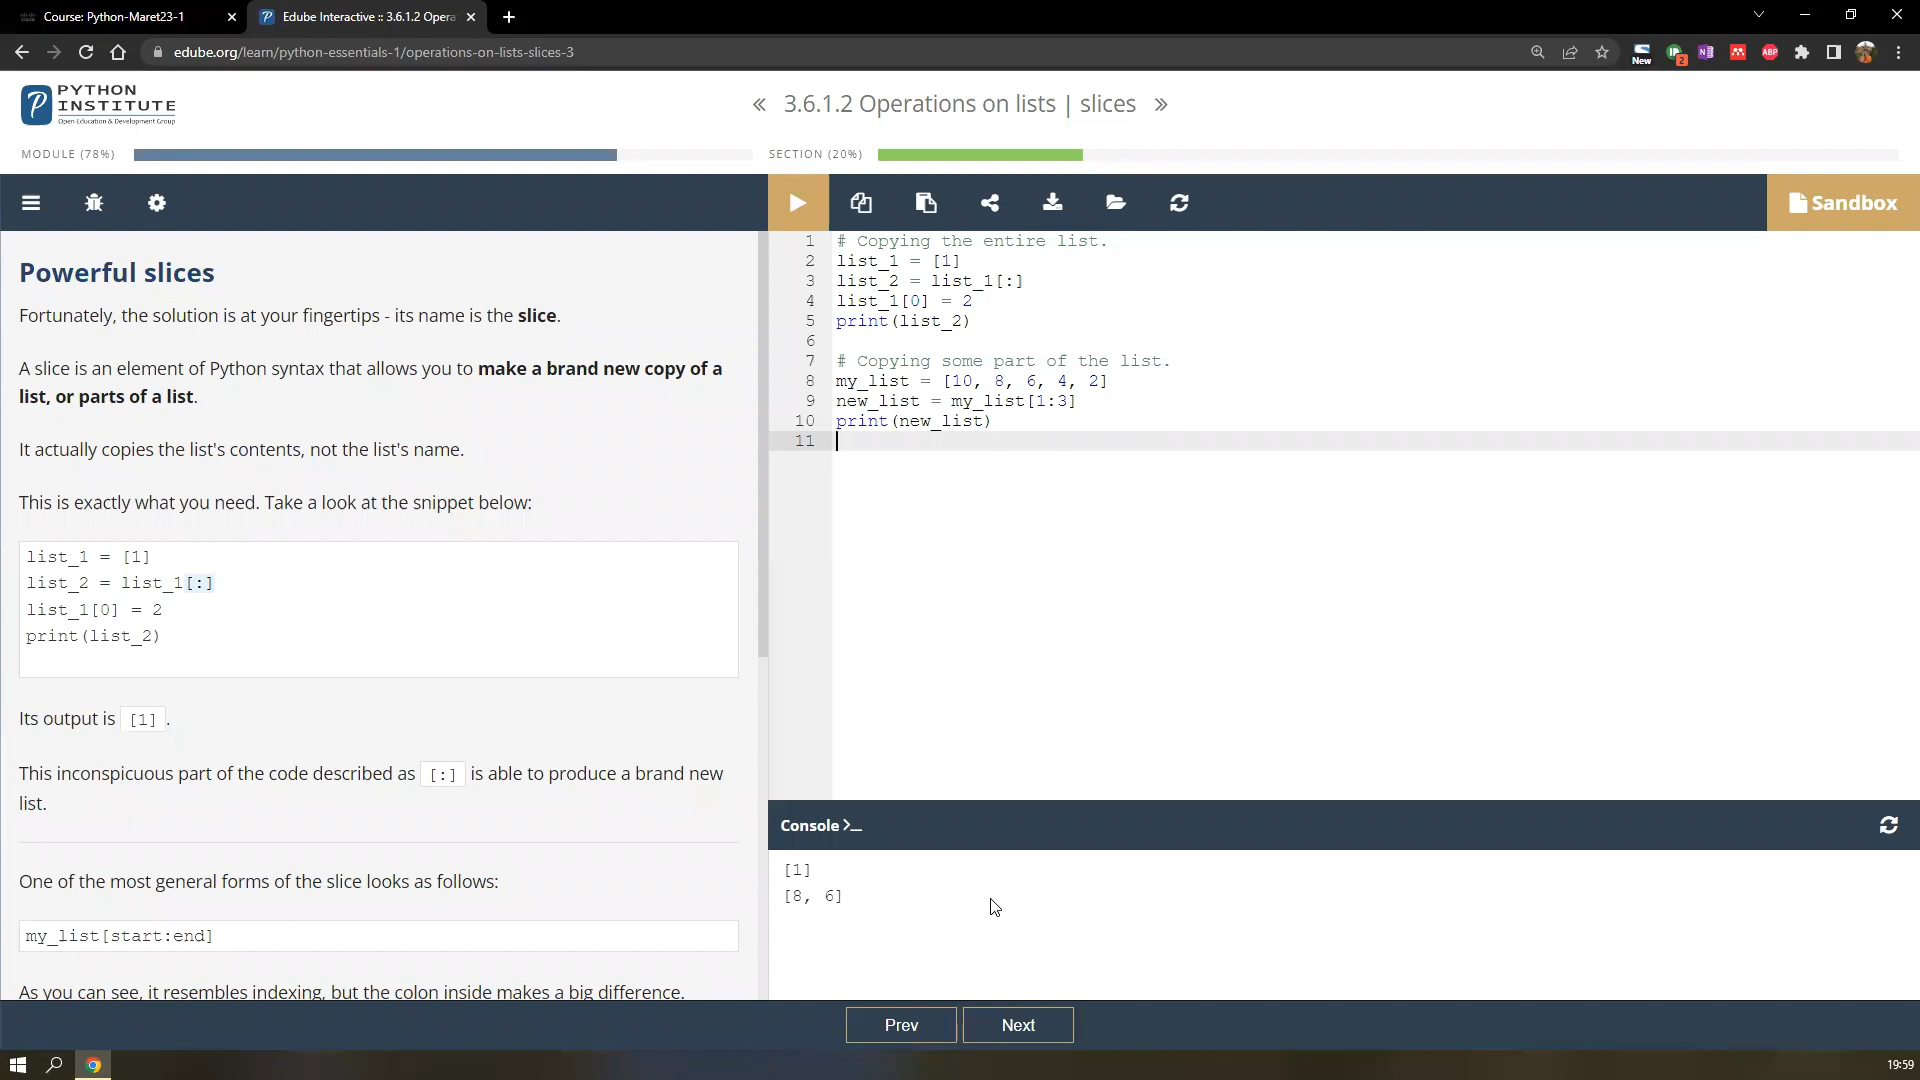 Course: Python-Maret23-1
Edube Interactive :: 3.6.1.2 Opera
edube.org/learn/python-essentials-1/operations-on-lists-slices-3
New
2
ABP
PYTHON
INSTITUTE
Open Education & Development Group
« 3.6.1.2 Operations on lists | slices »
MODULE (78%)
SECTION (20%)
Sandbox
Powerful slices
Fortunately, the solution is at your fingertips - its name is the slice.
A slice is an element of Python syntax that allows you to make a brand new copy of a
list, or parts of a list.
It actually copies the list's contents, not the list's name.
This is exactly what you need. Take a look at the snippet below:
list_1 = [1]
list_2 = list_1[:]
list_1[0] = 2
print(list_2)
Its output is [1] .
This inconspicuous part of the code described as [:] is able to produce a brand new
list.
One of the most general forms of the slice looks as follows:
my_list[start:end]
As you can see, it resembles indexing, but the colon inside makes a big difference.
1 # Copying the entire list.
2 list_1 = [1]
3 list_2 = list_1[:]
4 list_1[0] = 2
5 print(list_2)
6
7 # Copying some part of the list.
8 my_list = [10, 8, 6, 4, 2]
9 new_list = my_list[1:3]
10 print(new_list)
11
Console >_
[1]
[8, 6]
Prev
Next
19:59